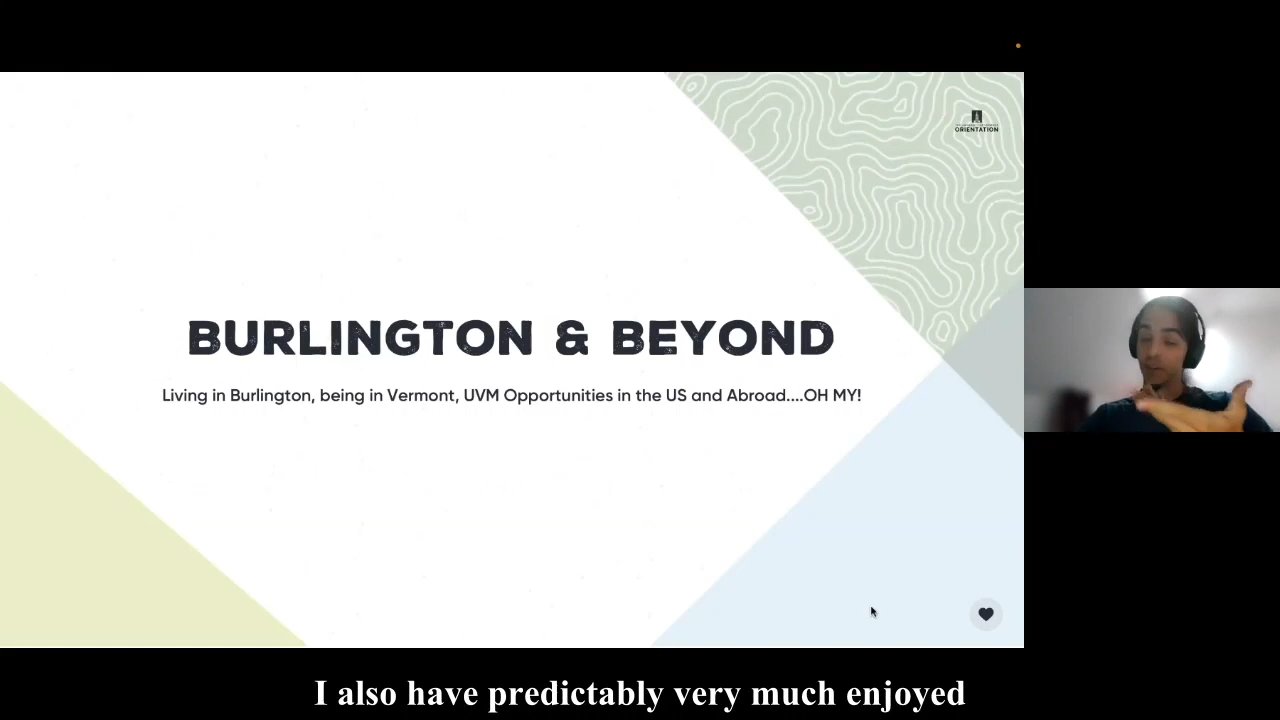 ORIENTATION
BURLINGTON & BEYOND
Living in Burlington, being in Vermont, UVM Opportunities in the US and Abroad....OH MY!
I also have predictably very much enjoyed